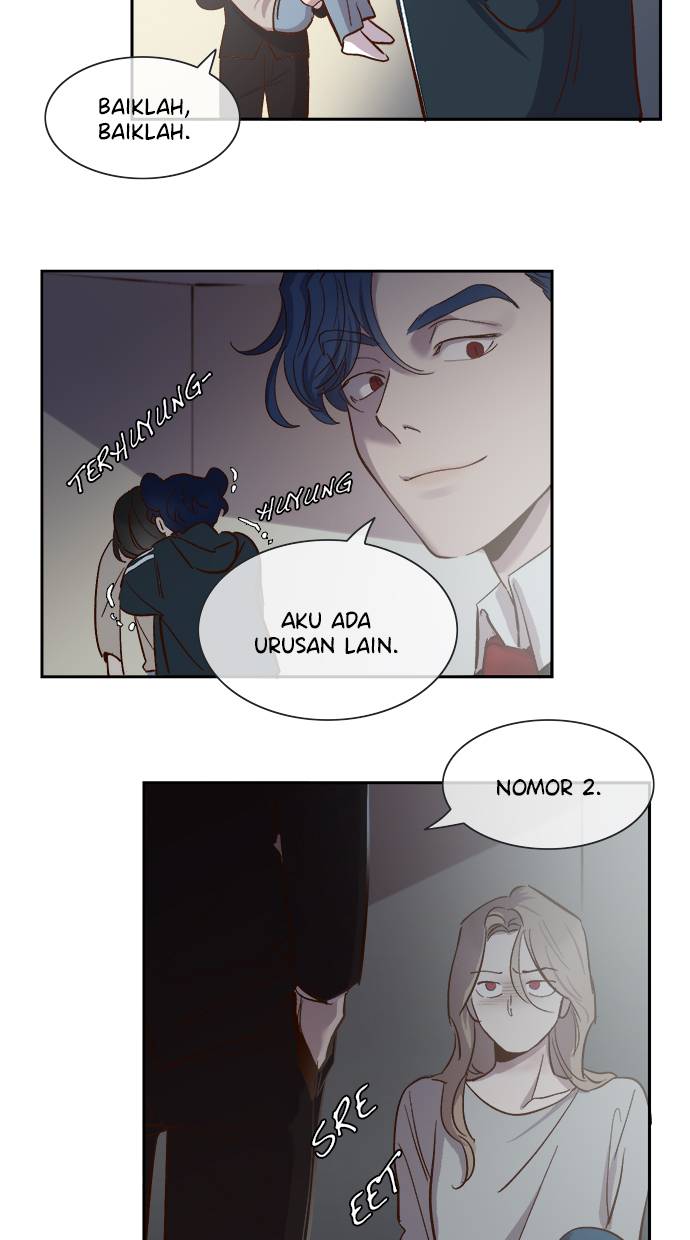 BAIKLAH,
BAIKLAH.
TERHUYUNG-
HUYUNG
AKU ADA
URUSAN LAIN.
NOMOR 2.
SRE
EET